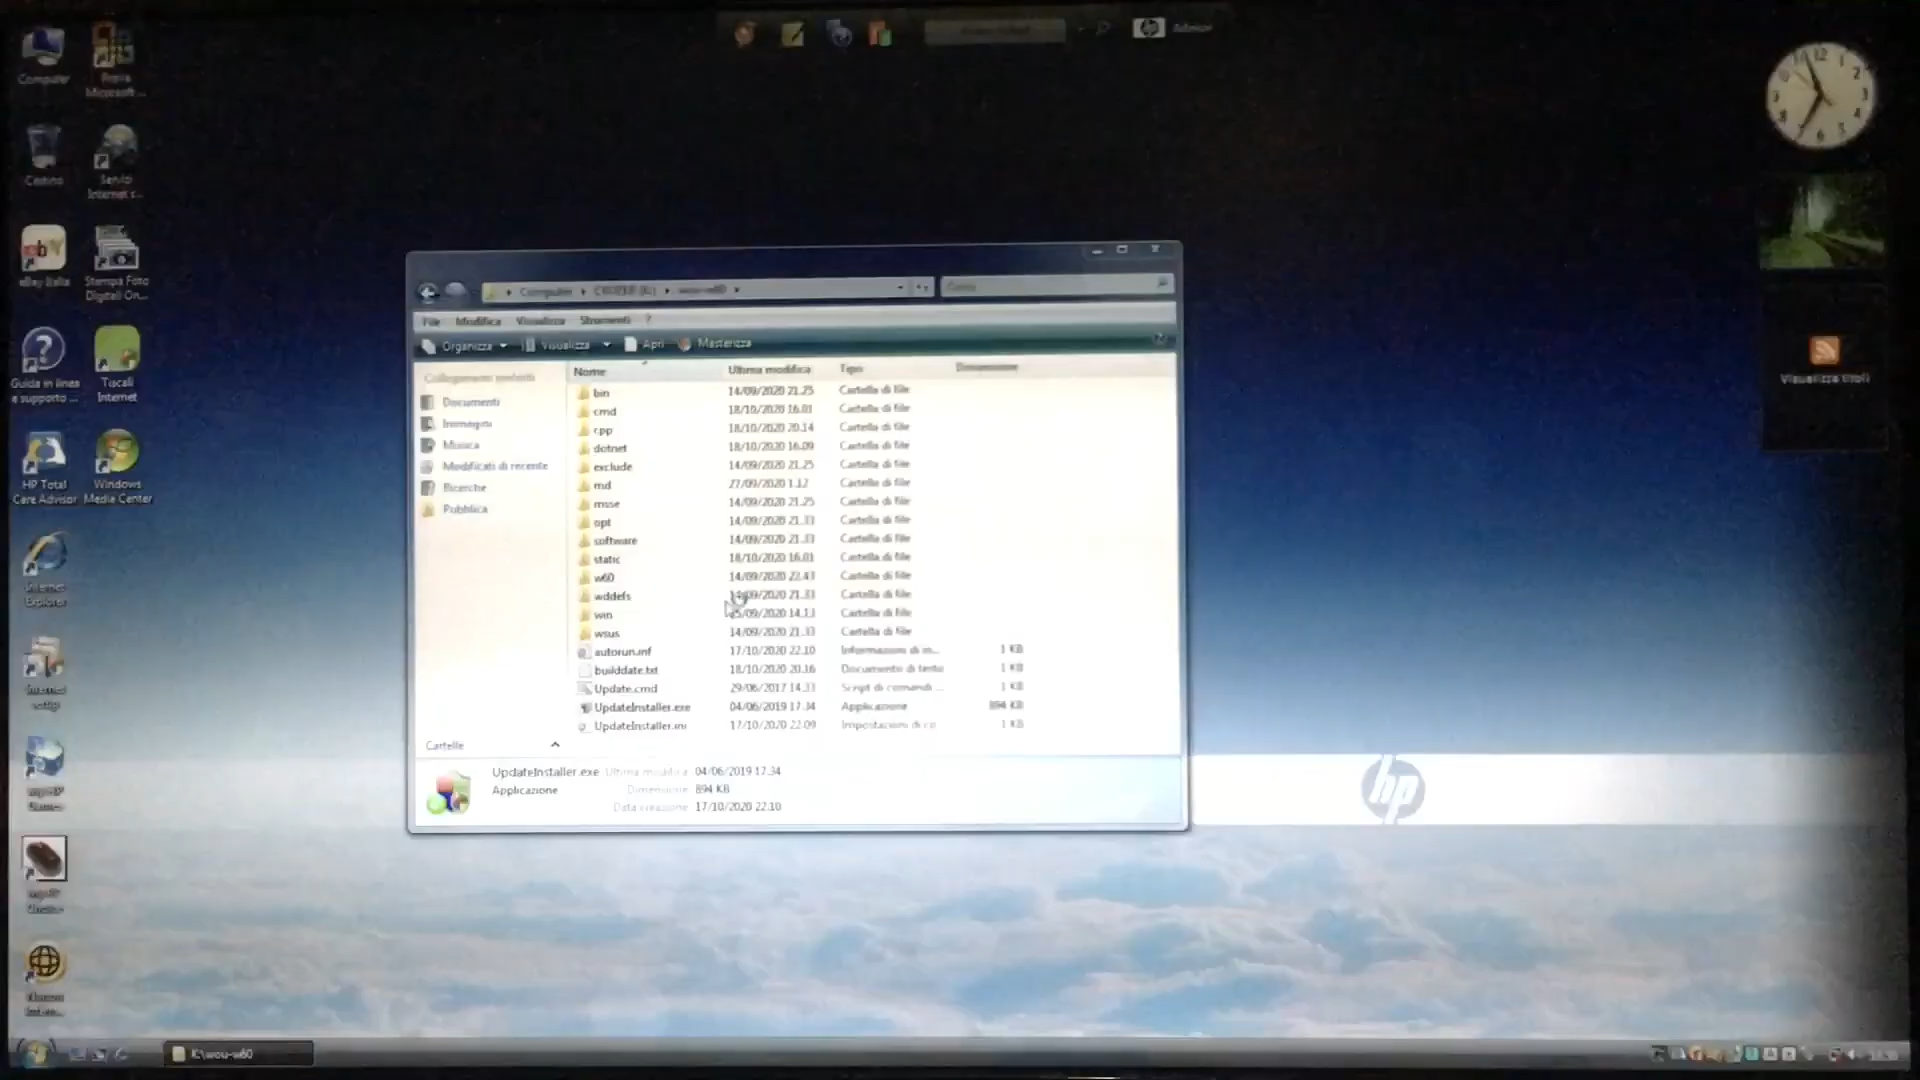 Computer
Prova
Microsoft ...
Cestino
Servizi
Internet c...
eBay Italia
Stampa Foto
Digitali On...
Guida in linea
e supporto ...
Tiscali
Internet
HP Total
Care Advisor
Windows
Media Center
Internet
Explorer
Internet
Advisor
hp
12
Visualizza titoli
Computer
wou-w60
File Modifica Visualizza Strumenti ?
Organizza Visualizza Apri Masterizza
Collegamenti preferiti
Documenti
Immagini
Musica
Modificati di recente
Ricerche
Pubblica
Cartelle
Nome Ultima modifica Tipo Dimensione
bin 14/09/2020 21.25 Cartella di file
cmd 18/10/2020 16.01 Cartella di file
cpp 18/10/2020 20.14 Cartella di file
dotnet 18/10/2020 16.09 Cartella di file
exclude 14/09/2020 21.25 Cartella di file
md 27/09/2020 1.12 Cartella di file
msse 14/09/2020 21.25 Cartella di file
opt 14/09/2020 21.33 Cartella di file
software 14/09/2020 21.33 Cartella di file
static 18/10/2020 16.01 Cartella di file
w60 14/09/2020 22.43 Cartella di file
wddefs 14/09/2020 21.33 Cartella di file
win 14.13 Cartella di file
wsus 14/09/2020 21.33 Cartella di file
autorun.inf 17/10/2020 22.10 Informazioni di in... 1 KB
builddate.txt 18/10/2020 20.16 Documento di testo 1 KB
Update.cmd 29/06/2017 14.33 Script di comandi ... 1 KB
UpdateInstaller.exe 04/06/2019 17.34 Applicazione 894 KB
UpdateInstaller.ini 17/10/2020 22.09 Impostazioni di co 1 KB
UpdateInstaller.exe Ultima modifica: 04/06/2019 17.34
Applicazione Dimensione: 894 KB
Data creazione: 17/10/2020 22.10
hp
K:\wou-w60